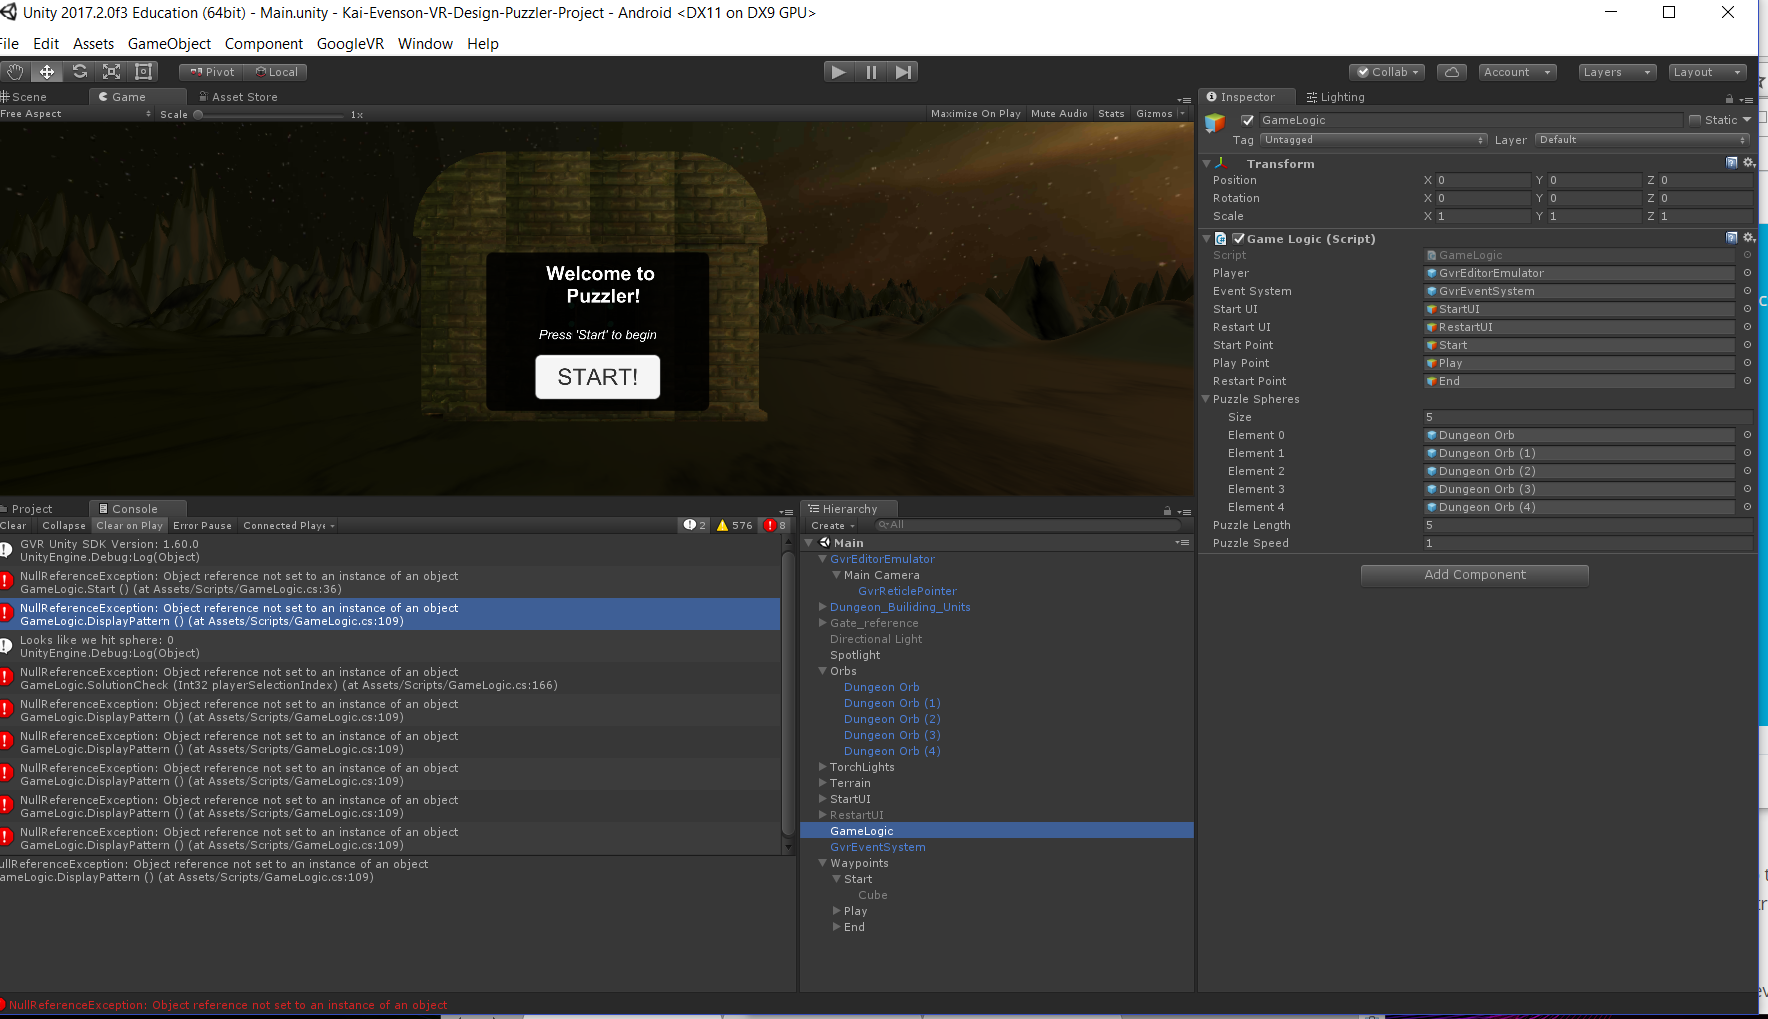 Unity 2017.2.0f3 Education (64bit) - Main.unity - Kai-Evenson-VR-Design-Puzzler-Project - Android <DX11 on DX9 GPU>
File Edit Assets GameObject Component GoogleVR Window Help
Pivot Local Collab Account Layers Layout
Scene Game Asset Store
Free Aspect Scale 1x Maximize On Play Mute Audio Stats Gizmos
Welcome to
Puzzler!
Press 'Start' to begin
START!
Project Console
Clear Collapse Clear on Play Error Pause Connected Playe 2 576 8
GVR Unity SDK Version: 1.60.0
UnityEngine.Debug:Log(Object)
NullReferenceException: Object reference not set to an instance of an object
GameLogic.Start () (at Assets/Scripts/GameLogic.cs:36)
NullReferenceException: Object reference not set to an instance of an object
GameLogic.DisplayPattern () (at Assets/Scripts/GameLogic.cs:109)
Looks like we hit sphere: 0
UnityEngine.Debug:Log(Object)
NullReferenceException: Object reference not set to an instance of an object
GameLogic.SolutionCheck (Int32 playerSelectionIndex) (at Assets/Scripts/GameLogic.cs:166)
NullReferenceException: Object reference not set to an instance of an object
GameLogic.DisplayPattern () (at Assets/Scripts/GameLogic.cs:109)
NullReferenceException: Object reference not set to an instance of an object
GameLogic.DisplayPattern () (at Assets/Scripts/GameLogic.cs:109)
NullReferenceException: Object reference not set to an instance of an object
GameLogic.DisplayPattern () (at Assets/Scripts/GameLogic.cs:109)
NullReferenceException: Object reference not set to an instance of an object
GameLogic.DisplayPattern () (at Assets/Scripts/GameLogic.cs:109)
NullReferenceException: Object reference not set to an instance of an object
GameLogic.DisplayPattern () (at Assets/Scripts/GameLogic.cs:109)
ullReferenceException: Object reference not set to an instance of an object
ameLogic.DisplayPattern () (at Assets/Scripts/GameLogic.cs:109)
NullReferenceException: Object reference not set to an instance of an object
Hierarchy
Create All
Main
GvrEditorEmulator
Main Camera
GvrReticlePointer
Dungeon_Builiding_Units
Gate_reference
Directional Light
Spotlight
Orbs
Dungeon Orb
Dungeon Orb (1)
Dungeon Orb (2)
Dungeon Orb (3)
Dungeon Orb (4)
TorchLights
Terrain
StartUI
RestartUI
GameLogic
GvrEventSystem
Waypoints
Start
Cube
Play
End
Inspector Lighting
GameLogic Static
Tag Untagged Layer Default
Transform
Position X 0 Y 0 Z 0
Rotation X 0 Y 0 Z 0
Scale X 1 Y 1 Z 1
Game Logic (Script)
Script GameLogic
Player GvrEditorEmulator
Event System GvrEventSystem
Start UI StartUI
Restart UI RestartUI
Start Point Start
Play Point Play
Restart Point End
Puzzle Spheres
Size 5
Element 0 Dungeon Orb
Element 1 Dungeon Orb (1)
Element 2 Dungeon Orb (2)
Element 3 Dungeon Orb (3)
Element 4 Dungeon Orb (4)
Puzzle Length 5
Puzzle Speed 1
Add Component